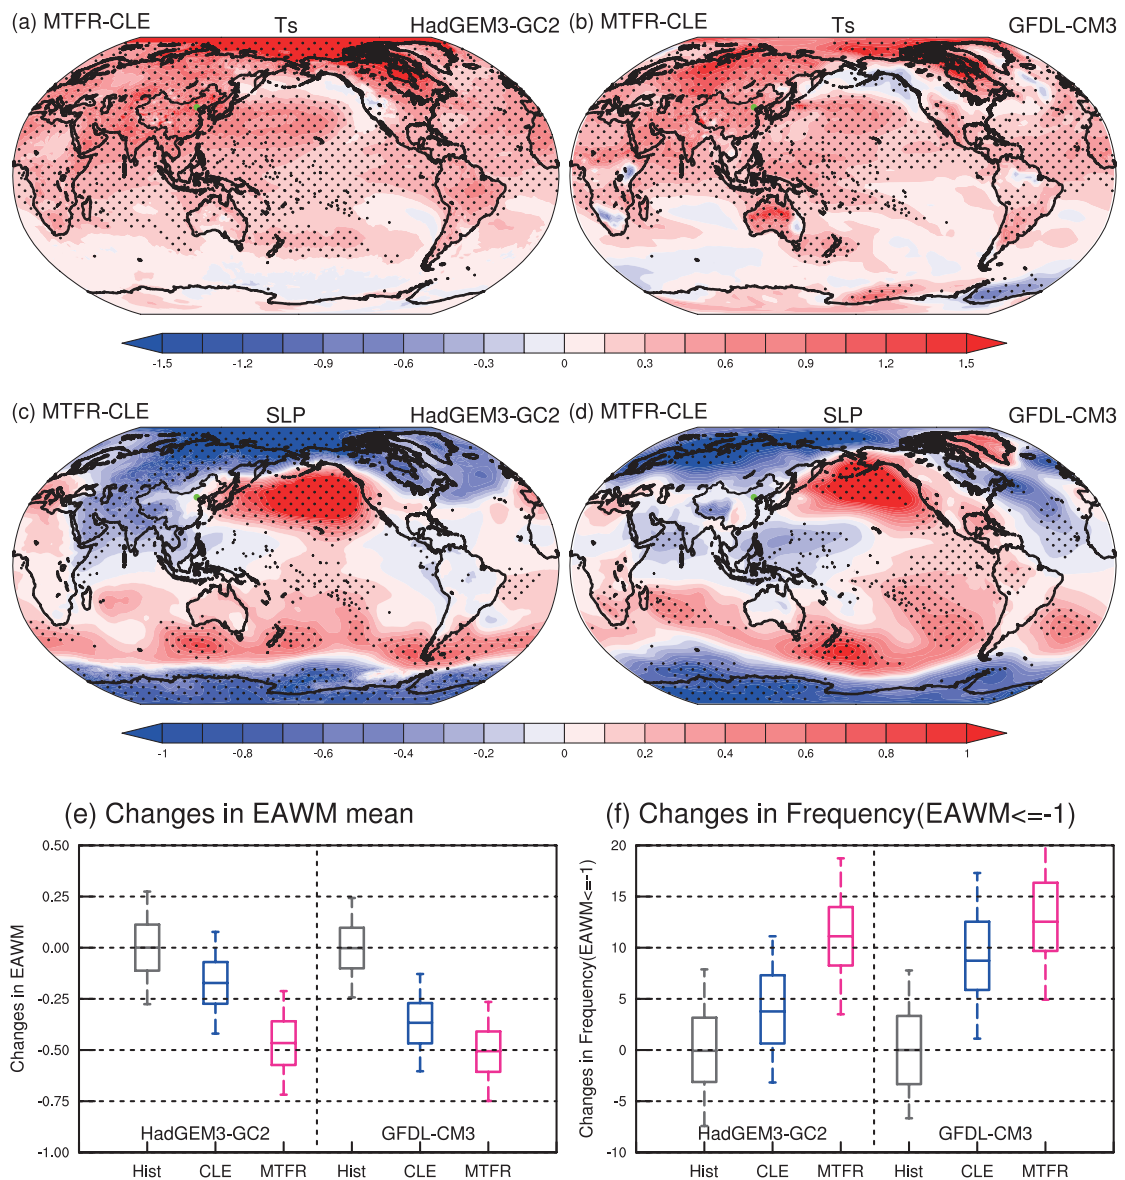 (a) MTFR-CLE Ts HadGEM3-GC2
(b) MTFR-CLE Ts GFDL-CM3
-1.5 -0.9 -0.6 -0.3 0 0.3 0.6 0.9 1.2 1.5
(c) MTFR-CLE SLP HadGEM3-GC2
(d) MTFR-CLE SLP GFDL-CM3
-1 -0.8 -0.6 -0.4 -0.2 0 0.2 0.4 0.6 0.8 1
(e) Changes in EAWM mean
Changes in EAWM
0.50
0.25
0.00
-0.25
-0.50
-0.75
-1.00
HadGEM3-GC2 GFDL-CM3
Hist CLE MTFR Hist CLE MTFR
(f) Changes in Frequency(EAWM<=-1)
Changes in Frequency(EAWM<=-1)
20
15
10
5
0
-5
-10
HadGEM3-GC2 GFDL-CM3
Hist CLE MTFR Hist CLE MTFR